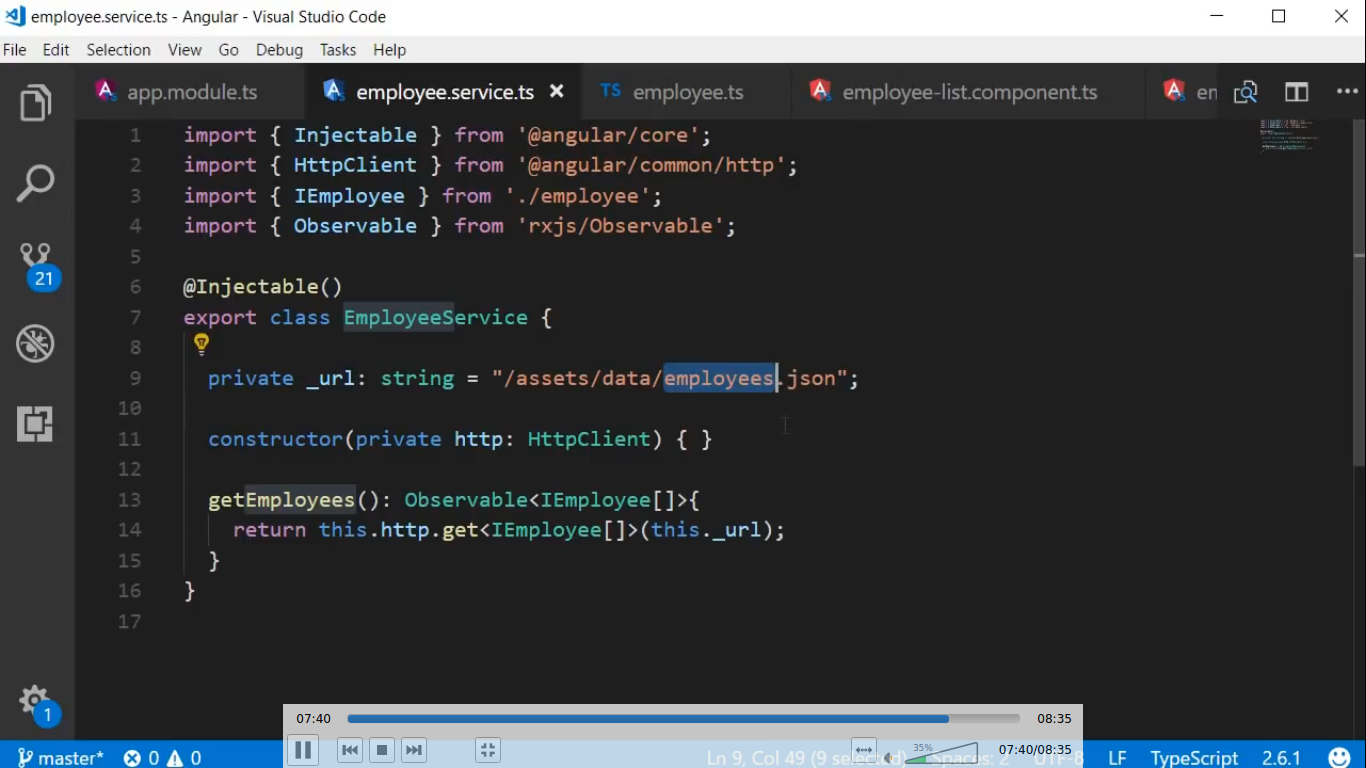 employee.service.ts - Angular - Visual Studio Code
File Edit Selection View Go Debug Tasks Help
app.module.ts employee.service.ts × TS employee.ts employee-list.component.ts en ...
1 import { Injectable } from '@angular/core';
2 import { HttpClient } from '@angular/common/http';
3 import { IEmployee } from './employee';
4 import { Observable } from 'rxjs/Observable';
5
6 @Injectable()
7 export class EmployeeService {
8
9 private _url: string = "/assets/data/employees.json";
10
11 constructor(private http: HttpClient) { }
12
13 getEmployees(): Observable<IEmployee[]>{
14 return this.http.get<IEmployee[]>(this._url);
15 }
16 }
17
21
1
07:40 08:35
35% 07:40/08:35
master* 0 0 Ln 9, Col 49 (9 selected) Spaces: 2 UTF-8 LF TypeScript 2.6.1